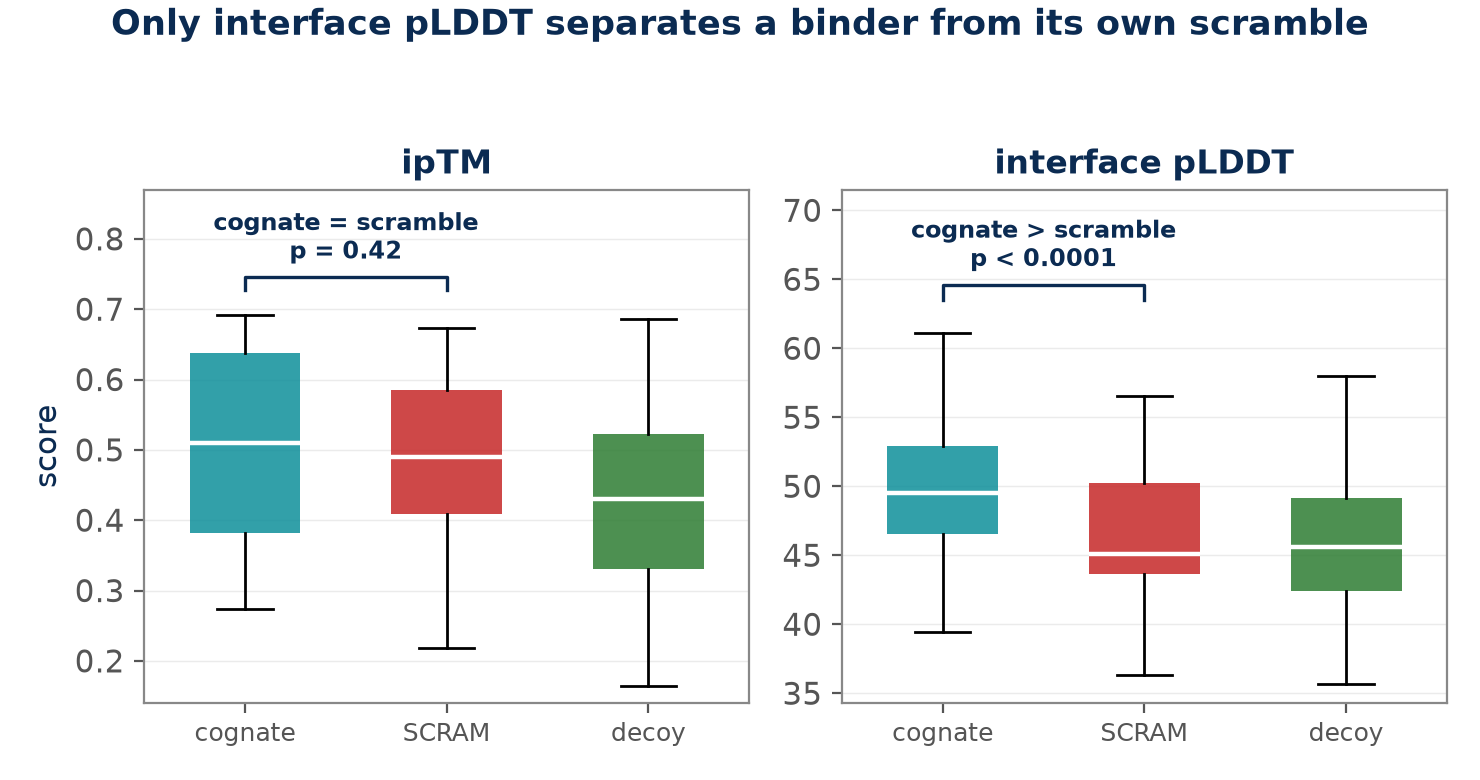 Only interface pLDDT separates a binder from its own scramble
ipTM
cognate = scramble
p = 0.42
score
0.8
0.7
0.6
0.5
0.4
0.3
0.2
cognate
SCRAM
decoy
interface pLDDT
cognate > scramble
p < 0.0001
70
65
60
55
50
45
40
35
cognate
SCRAM
decoy